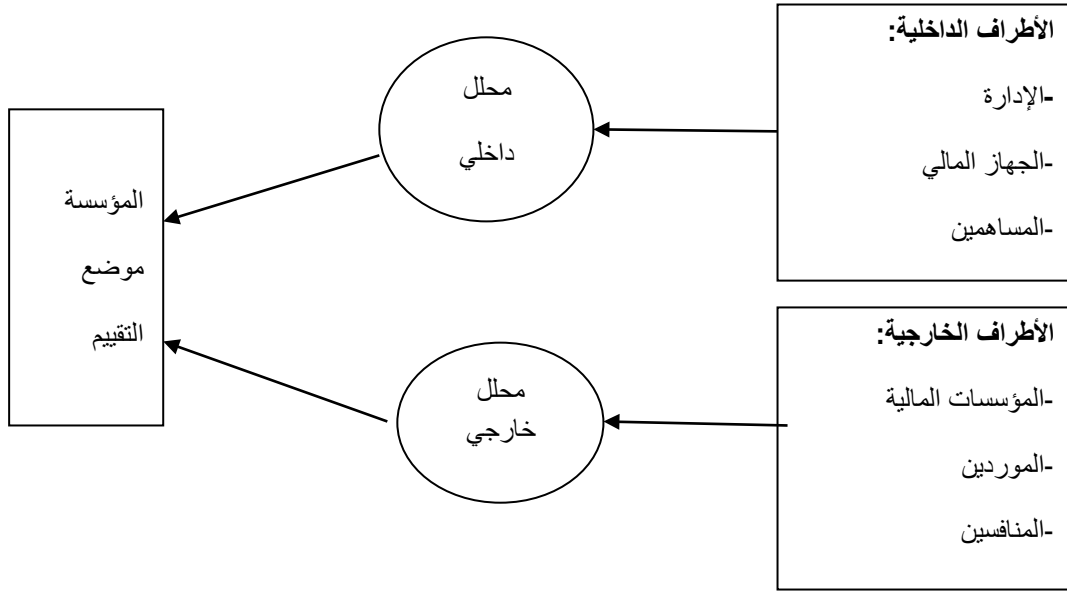 الأطراف الداخلية:
-الإدارة
-الجهاز المالي
-المساهمين
محلل
داخلي
المؤسسة
موضع
التقييم
الأطراف الخارجية:
-المؤسسات المالية
-الموردين
-المنافسين
محلل
خارجي